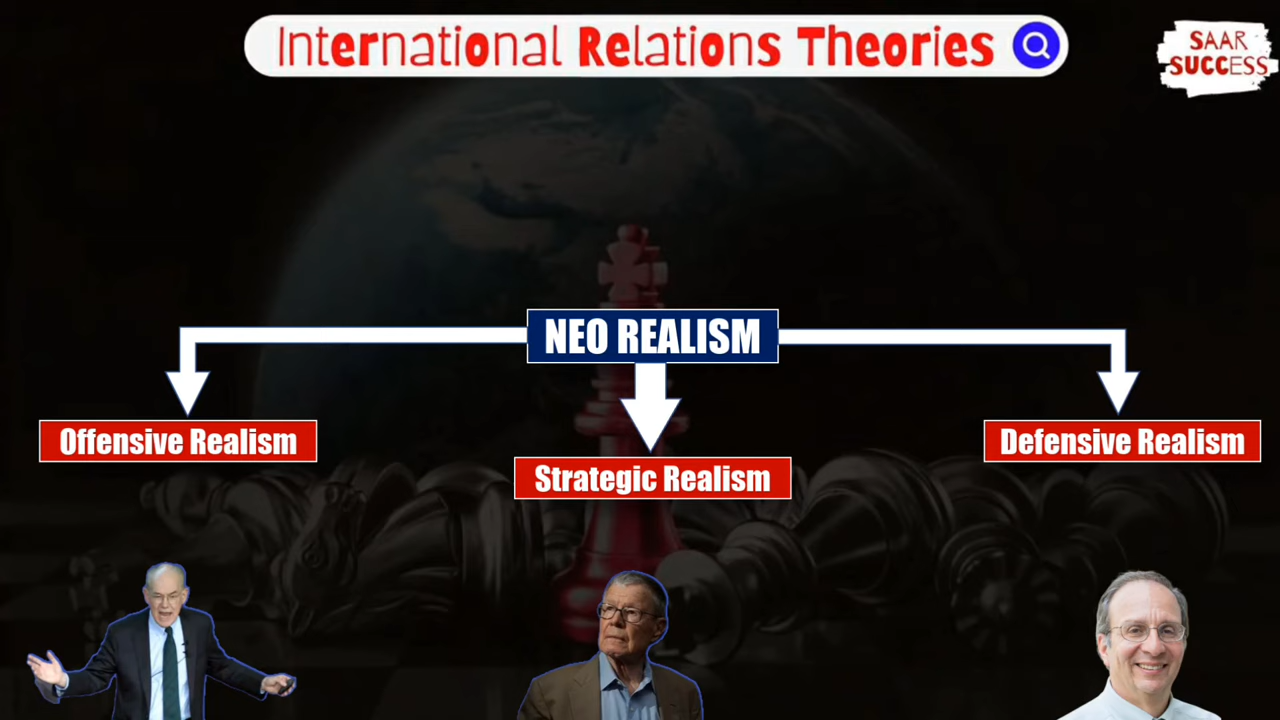 International Relations Theories
SAAR
SUCCESS
NEO REALISM
Offensive Realism
Strategic Realism
Defensive Realism